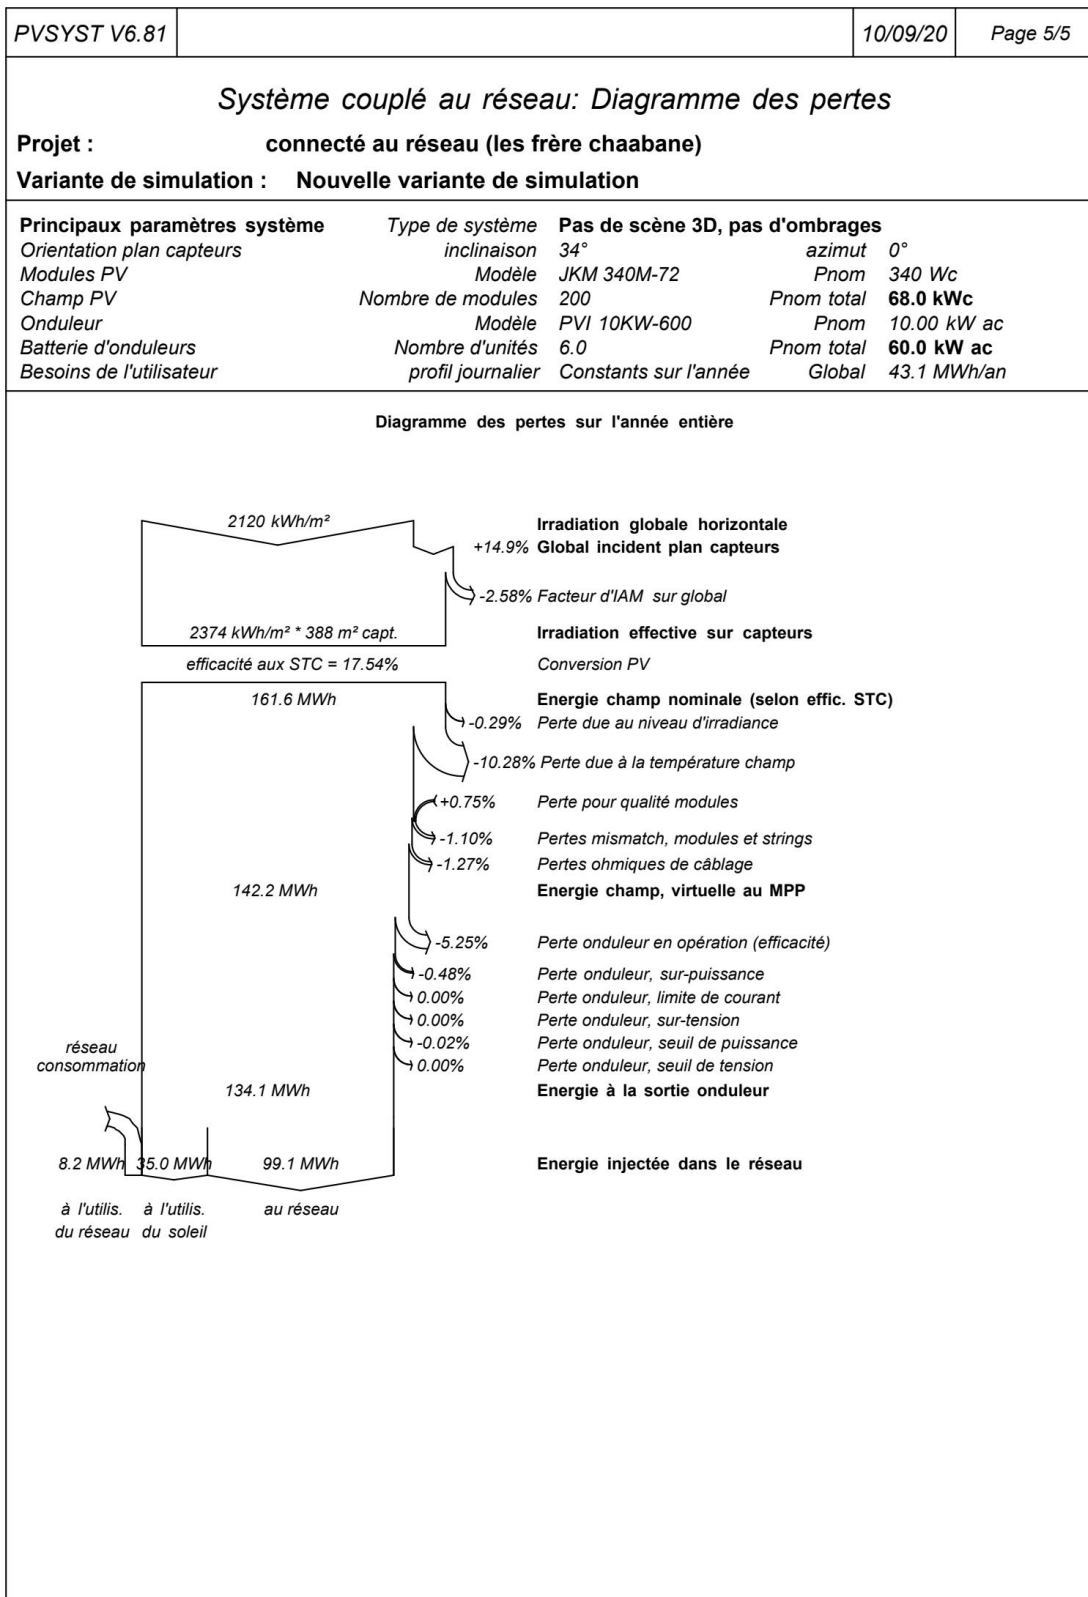 PVSYST V6.81 10/09/20 Page 5/5
Système couplé au réseau: Diagramme des pertes
Projet : connecté au réseau (les frère chaabane)
Variante de simulation : Nouvelle variante de simulation
Principaux paramètres système Type de système Pas de scène 3D, pas d'ombrages
Orientation plan capteurs inclinaison 34° azimut 0°
Modules PV Modèle JKM 340M-72 Pnom 340 Wc
Champ PV Nombre de modules 200 Pnom total 68.0 kWc
Onduleur Modèle PVI 10KW-600 Pnom 10.00 kW ac
Batterie d'onduleurs Nombre d'unités 6.0 Pnom total 60.0 kW ac
Besoins de l'utilisateur profil journalier Constants sur l'année Global 43.1 MWh/an
Diagramme des pertes sur l'année entière
2120 kWh/m² Irradiation globale horizontale
+14.9% Global incident plan capteurs
-2.58% Facteur d'IAM sur global
2374 kWh/m² * 388 m² capt. Irradiation effective sur capteurs
efficacité aux STC = 17.54% Conversion PV
161.6 MWh Energie champ nominale (selon effic. STC)
-0.29% Perte due au niveau d'irradiance
-10.28% Perte due à la température champ
+0.75% Perte pour qualité modules
-1.10% Pertes mismatch, modules et strings
-1.27% Pertes ohmiques de câblage
142.2 MWh Energie champ, virtuelle au MPP
-5.25% Perte onduleur en opération (efficacité)
-0.48% Perte onduleur, sur-puissance
0.00% Perte onduleur, limite de courant
0.00% Perte onduleur, sur-tension
-0.02% Perte onduleur, seuil de puissance
0.00% Perte onduleur, seuil de tension
réseau
consommation
134.1 MWh Energie à la sortie onduleur
8.2 MWh 35.0 MWh 99.1 MWh Energie injectée dans le réseau
à l'utilis. à l'utilis. au réseau
du réseau du soleil